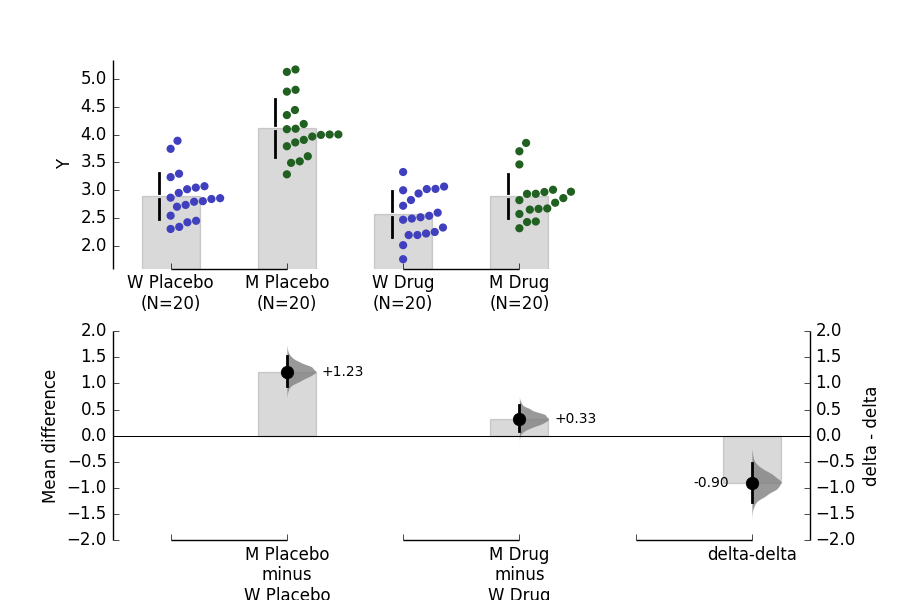 5.0
4.5
4.0
3.5
3.0
2.5
2.0
Y
W Placebo
(N=20)
M Placebo
(N=20)
W Drug
(N=20)
M Drug
(N=20)
2.0
1.5
1.0
0.5
0.0
−0.5
−1.0
−1.5
−2.0
Mean difference
+1.23
+0.33
-0.90
2.0
1.5
1.0
0.5
0.0
−0.5
−1.0
−1.5
−2.0
delta - delta
M Placebo
minus
W Placebo
M Drug
minus
W Drug
delta-delta